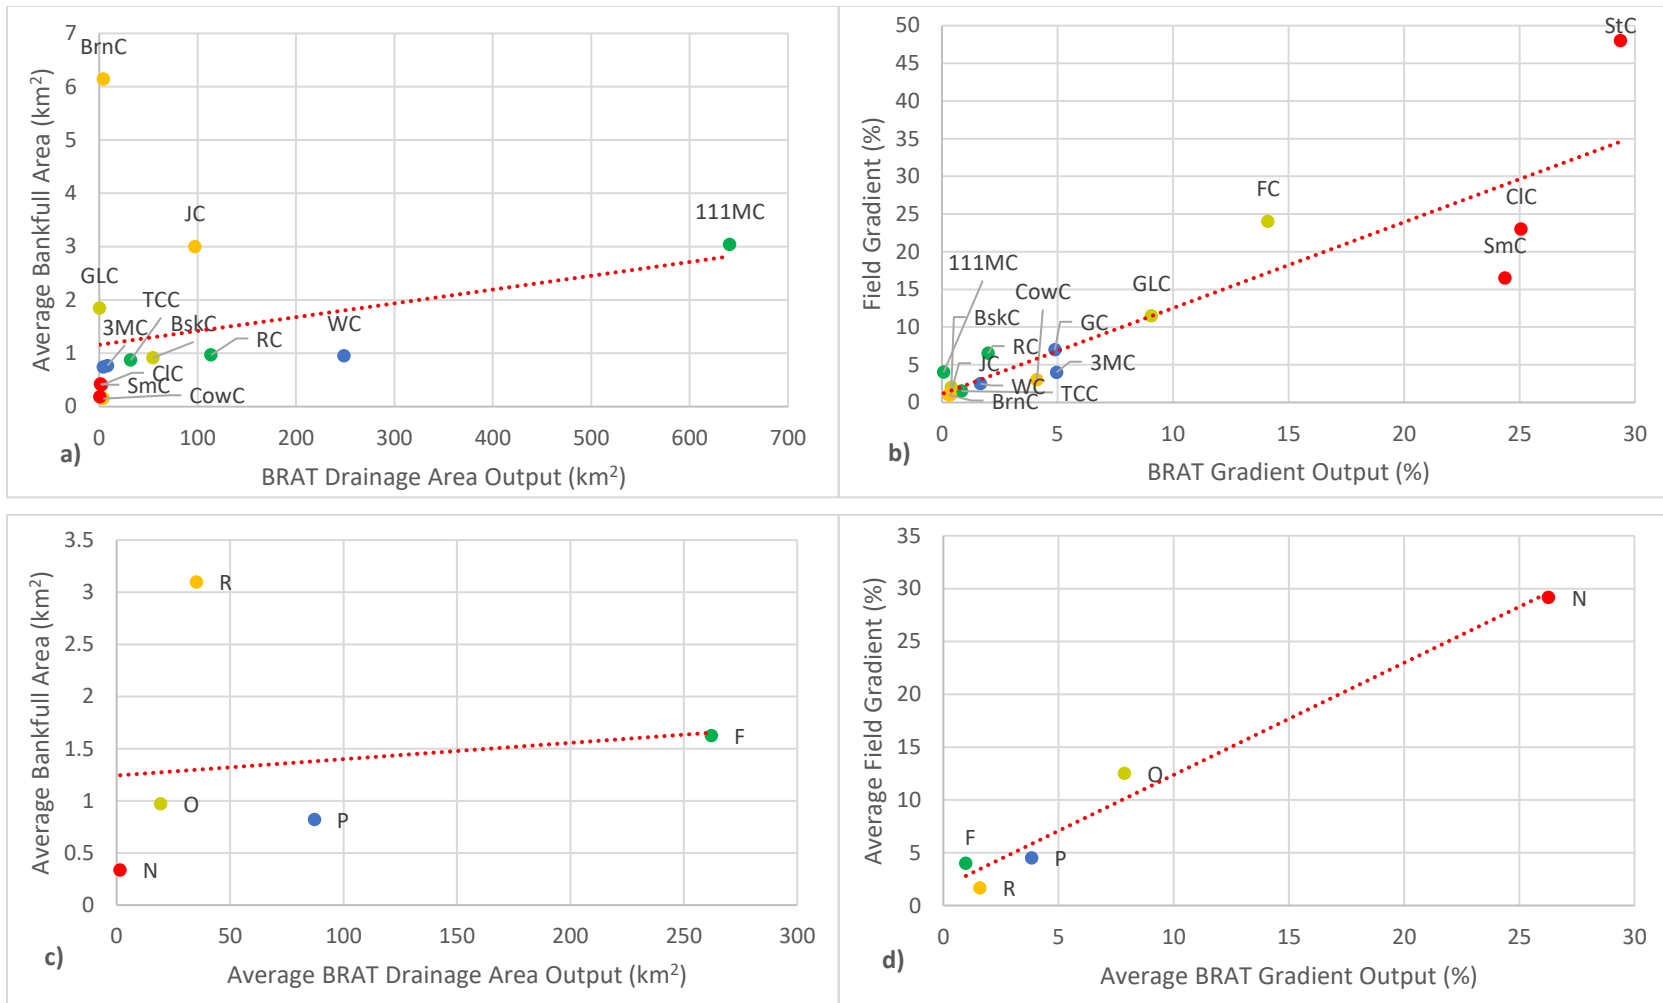 Average Bankfull Area (km²)
7
6
5
4
3
2
1
0
BrnC
JC
111MC
GLC
TCC
3MC
BskC
WC
RC
ClC
SmC
CowC
0 100 200 300 400 500 600 700
a)
BRAT Drainage Area Output (km²)
Field Gradient (%)
50
45
40
35
30
25
20
15
10
5
0
StC
FC
ClC
SmC
111MC
CowC
GLC
BskC
GC
RC
JC
3MC
WC
TCC
BrnC
0 5 10 15 20 25 30
b)
BRAT Gradient Output (%)
Average Bankfull Area (km²)
3.5
3
2.5
2
1.5
1
0.5
0
R
F
O
P
N
0 50 100 150 200 250 300
c)
Average BRAT Drainage Area Output (km²)
Average Field Gradient (%)
35
30
25
20
15
10
5
0
N
O
F
P
R
0 5 10 15 20 25 30
d)
Average BRAT Gradient Output (%)